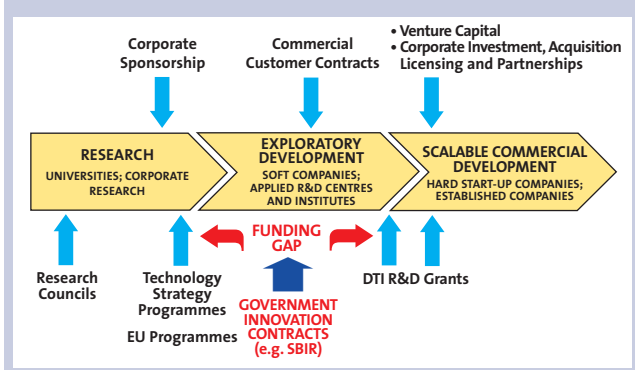 Corporate
Sponsorship
Commercial
Customer Contracts
• Venture Capital
• Corporate Investment, Acquisition
Licensing and Partnerships
RESEARCH
UNIVERSITIES; CORPORATE
RESEARCH
EXPLORATORY
DEVELOPMENT
SOFT COMPANIES;
APPLIED R&D CENTRES
AND INSTITUTES
SCALABLE COMMERCIAL
DEVELOPMENT
HARD START-UP COMPANIES;
ESTABLISHED COMPANIES
FUNDING
GAP
Research
Councils
Technology
Strategy
Programmes
EU Programmes
GOVERNMENT
INNOVATION
CONTRACTS
(e.g. SBIR)
DTI R&D Grants